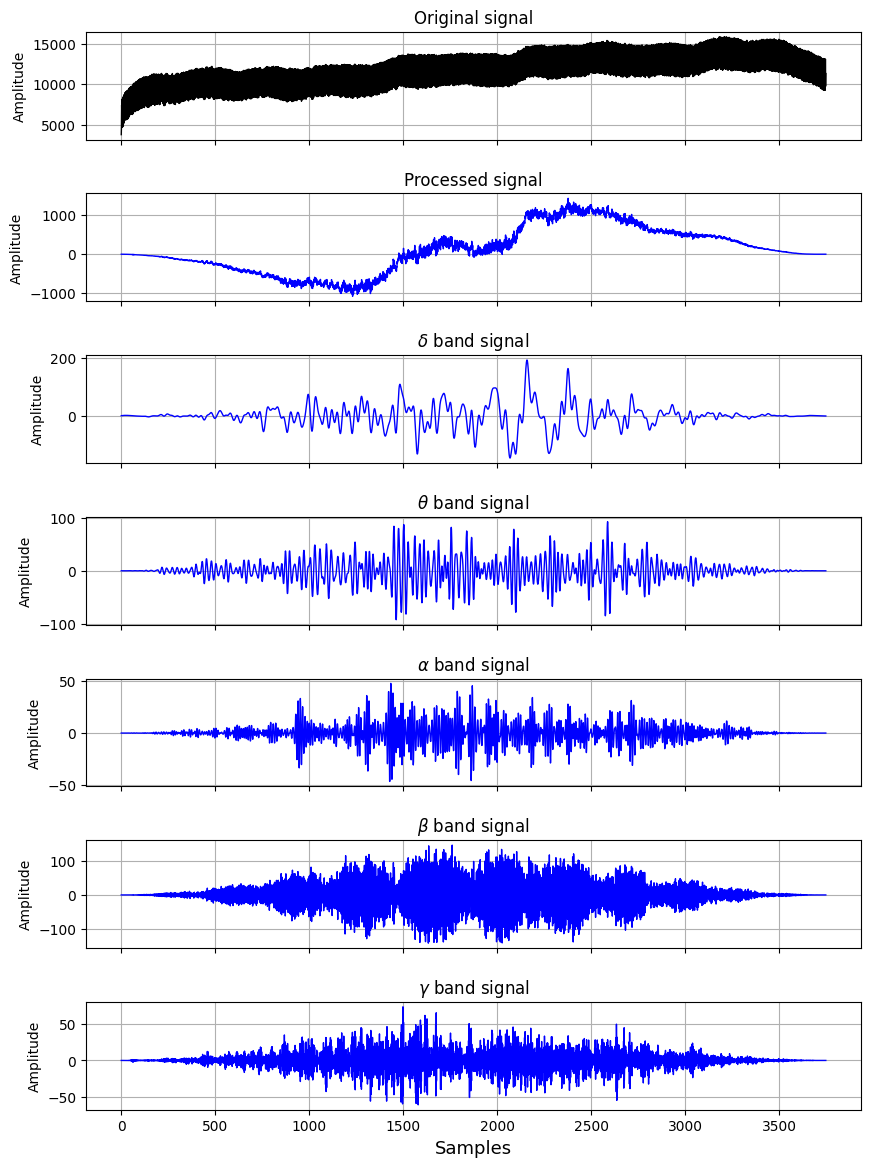 Original signal
Amplitude
15000
10000
5000
Processed signal
Amplitude
1000
0
−1000
δ band signal
Amplitude
200
0
θ band signal
Amplitude
100
0
−100
α band signal
Amplitude
50
0
−50
β band signal
Amplitude
100
0
−100
γ band signal
Amplitude
50
0
−50
0 500 1000 1500 2000 2500 3000 3500
Samples